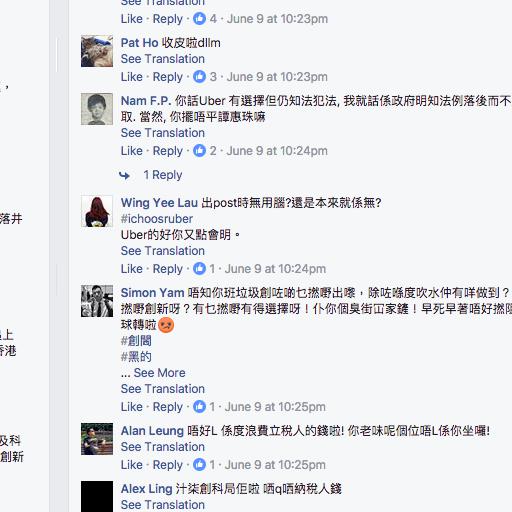 See Translation
Like · Reply · 4 · June 9 at 10:23pm
Pat Ho 收皮啦dllm
See Translation
Like · Reply · 3 · June 9 at 10:23pm
Nam F.P. 你話Uber 有選擇但仍知法犯法, 我就話係政府明知法例落後而不
取. 當然, 你擺唔平譚惠珠嘛
See Translation
Like · Reply · 2 · June 9 at 10:24pm
1 Reply
Wing Yee Lau 出post時無用腦?還是本來就係無?
#ichoosruber
Uber的好你又點會明。
See Translation
Like · Reply · 1 · June 9 at 10:24pm
Simon Yam 唔知你班垃圾創咗啲乜撚嘢出嚟，除咗喺度吹水仲有咩做到？
撚嘢創新呀？有乜撚嘢有得選擇呀！仆你個臭街冚家鏟！早死早著唔好撚阻
球轉啦
#創閪
#黑的
... See More
See Translation
Like · Reply · 1 · June 9 at 10:25pm
Alan Leung 唔好L 係度浪費立稅人的錢啦! 你老味呢個位唔L係你坐囉!
See Translation
Like · Reply · 1 · June 9 at 10:25pm
Alex Ling 汁柒創科局佢啦 哂q哂納稅人錢
See Translation
落井
上
香港
及科
創新